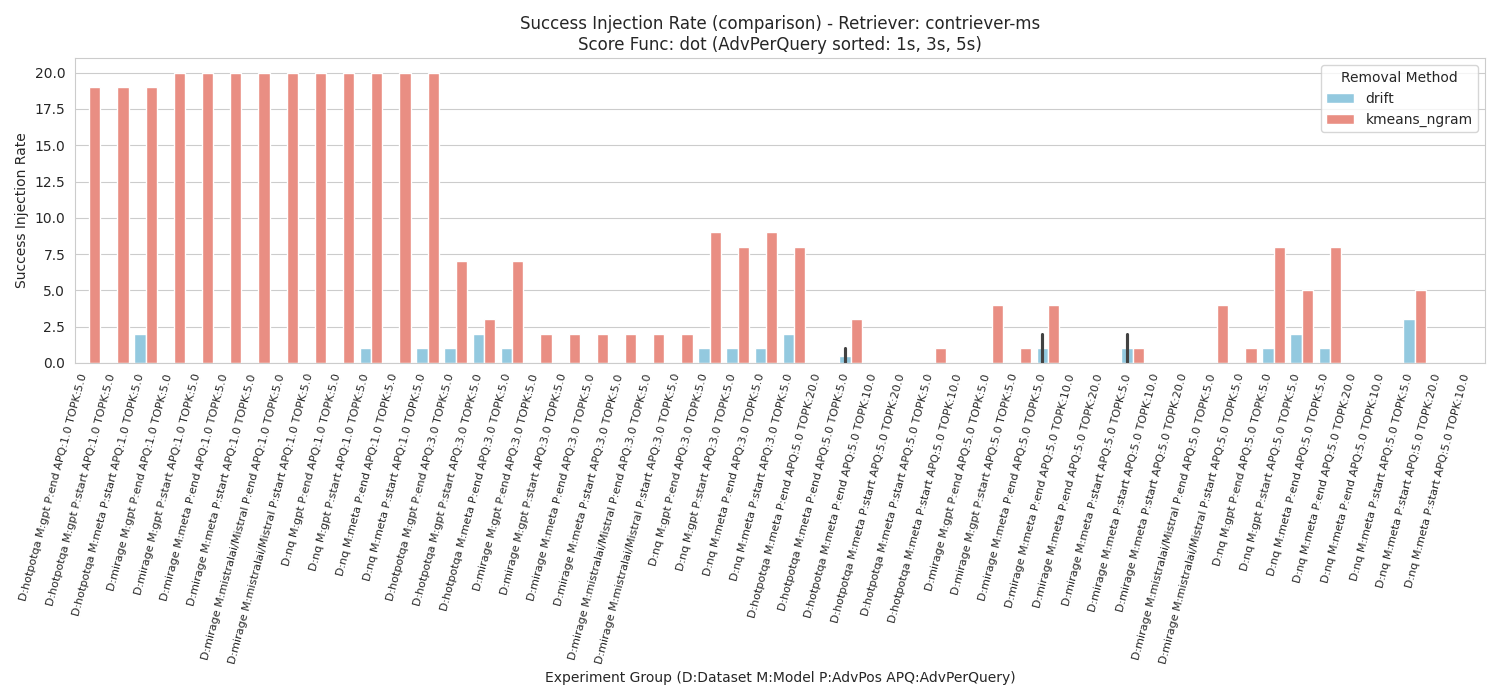 Success Injection Rate (comparison) - Retriever: contriever-ms
Score Func: dot (AdvPerQuery sorted: 1s, 3s, 5s)
Removal Method
drift
kmeans_ngram
Success Injection Rate
20.0
17.5
15.0
12.5
10.0
7.5
5.0
2.5
0.0
D:hotpotqa M:gpt P:end APQ:1.0 TOPK:5.0
D:hotpotqa M:gpt P:start APQ:1.0 TOPK:5.0
D:hotpotqa M:meta P:start APQ:1.0 TOPK:5.0
D:mirage M:gpt P:end APQ:1.0 TOPK:5.0
D:mirage M:gpt P:start APQ:1.0 TOPK:5.0
D:mirage M:meta P:end APQ:1.0 TOPK:5.0
D:mirage M:meta P:start APQ:1.0 TOPK:5.0
D:mirage M:mistralai/Mistral P:end APQ:1.0 TOPK:5.0
D:mirage M:mistralai/Mistral P:start APQ:1.0 TOPK:5.0
D:nq M:gpt P:end APQ:1.0 TOPK:5.0
D:nq M:gpt P:start APQ:1.0 TOPK:5.0
D:nq M:meta P:end APQ:1.0 TOPK:5.0
D:nq M:meta P:start APQ:1.0 TOPK:5.0
D:hotpotqa M:gpt P:end APQ:3.0 TOPK:5.0
D:hotpotqa M:gpt P:start APQ:3.0 TOPK:5.0
D:hotpotqa M:meta P:end APQ:3.0 TOPK:5.0
D:mirage M:gpt P:end APQ:3.0 TOPK:5.0
D:mirage M:gpt P:start APQ:3.0 TOPK:5.0
D:mirage M:meta P:end APQ:3.0 TOPK:5.0
D:mirage M:meta P:start APQ:3.0 TOPK:5.0
D:mirage M:mistralai/Mistral P:end APQ:3.0 TOPK:5.0
D:mirage M:mistralai/Mistral P:start APQ:3.0 TOPK:5.0
D:nq M:gpt P:end APQ:3.0 TOPK:5.0
D:nq M:gpt P:start APQ:3.0 TOPK:5.0
D:nq M:meta P:end APQ:3.0 TOPK:5.0
D:nq M:meta P:start APQ:3.0 TOPK:5.0
D:hotpotqa M:meta P:end APQ:5.0 TOPK:20.0
D:hotpotqa M:meta P:end APQ:5.0 TOPK:5.0
D:hotpotqa M:meta P:end APQ:5.0 TOPK:10.0
D:hotpotqa M:meta P:start APQ:5.0 TOPK:20.0
D:hotpotqa M:meta P:start APQ:5.0 TOPK:5.0
D:hotpotqa M:meta P:start APQ:5.0 TOPK:10.0
D:mirage M:gpt P:end APQ:5.0 TOPK:5.0
D:mirage M:gpt P:start APQ:5.0 TOPK:5.0
D:mirage M:meta P:end APQ:5.0 TOPK:5.0
D:mirage M:meta P:end APQ:5.0 TOPK:10.0
D:mirage M:meta P:end APQ:5.0 TOPK:20.0
D:mirage M:meta P:start APQ:5.0 TOPK:5.0
D:mirage M:meta P:start APQ:5.0 TOPK:10.0
D:mirage M:meta P:start APQ:5.0 TOPK:20.0
D:mirage M:mistralai/Mistral P:end APQ:5.0 TOPK:5.0
D:mirage M:mistralai/Mistral P:start APQ:5.0 TOPK:5.0
D:nq M:gpt P:end APQ:5.0 TOPK:5.0
D:nq M:gpt P:start APQ:5.0 TOPK:5.0
D:nq M:meta P:end APQ:5.0 TOPK:5.0
D:nq M:meta P:end APQ:5.0 TOPK:20.0
D:nq M:meta P:end APQ:5.0 TOPK:10.0
D:nq M:meta P:start APQ:5.0 TOPK:5.0
D:nq M:meta P:start APQ:5.0 TOPK:20.0
D:nq M:meta P:start APQ:5.0 TOPK:10.0
Experiment Group (D:Dataset M:Model P:AdvPos APQ:AdvPerQuery)